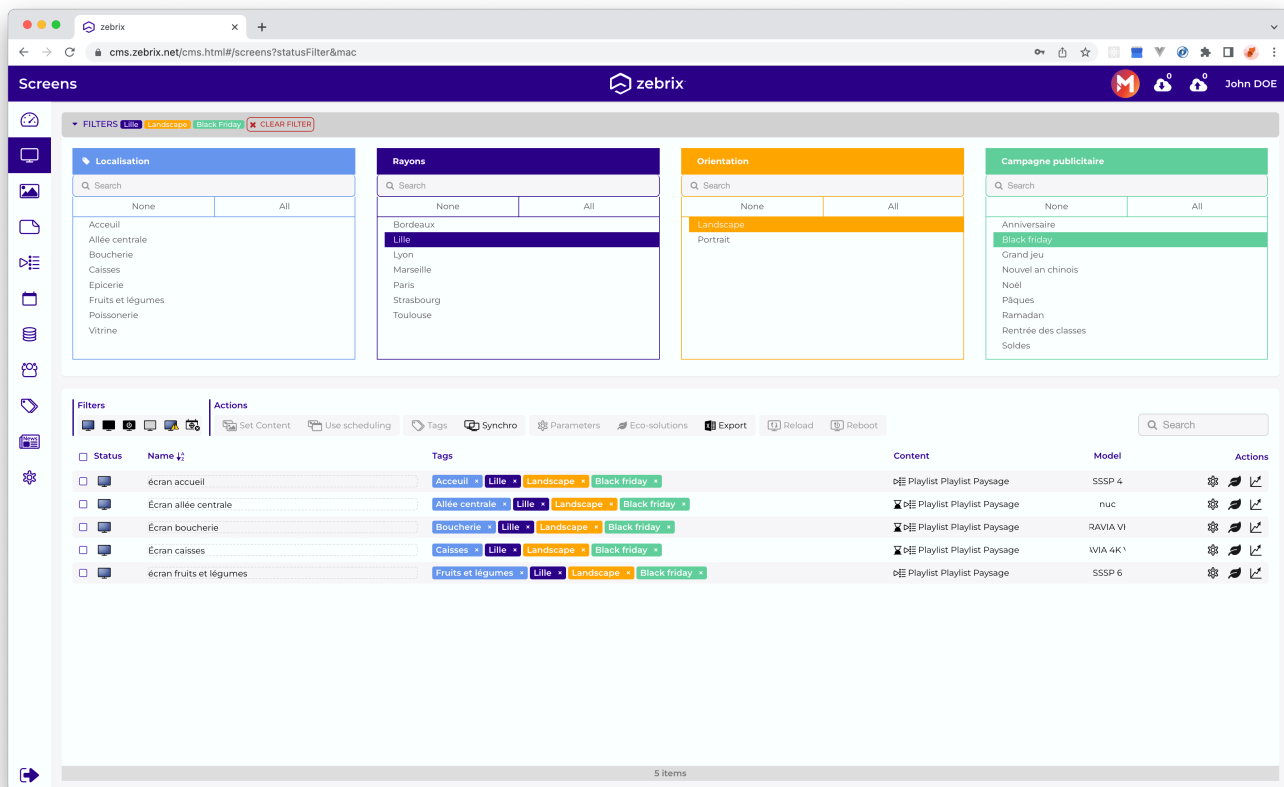 zebrix
cms.zebrix.net/cms.html#/screens?statusFilter&mac
Screens zebrix M 0 0 John DOE
FILTERS Lille Landscape Black Friday CLEAR FILTER
Localisation Rayons Orientation Campagne publicitaire
Search Search Search Search
None All None All None All None All
Acceuil Bordeaux Landscape Anniversaire
Allée centrale Lille Portrait Black friday
Boucherie Lyon Grand jeu
Caisses Marseille Nouvel an chinois
Epicerie Paris Noël
Fruits et légumes Strasbourg Pâques
Poissonerie Toulouse Ramadan
Vitrine Rentrée des classes
Soldes
Filters Actions
Set Content Use scheduling Tags Synchro Parameters Eco-solutions Export Reload Reboot Search
Status Name Tags Content Model Actions
écran accueil Acceuil × Lille × Landscape × Black friday × Playlist Playlist Paysage SSSP 4
Écran allée centrale Allée centrale × Lille × Landscape × Black friday × Playlist Playlist Paysage nuc
Écran boucherie Boucherie × Lille × Landscape × Black friday × Playlist Playlist Paysage RAVIA
Écran caisses Caisses × Lille × Landscape × Black friday × Playlist Playlist Paysage 4K
écran fruits et légumes Fruits et légumes × Lille × Landscape × Black friday × Playlist Playlist Paysage SSSP 6
News
5 items